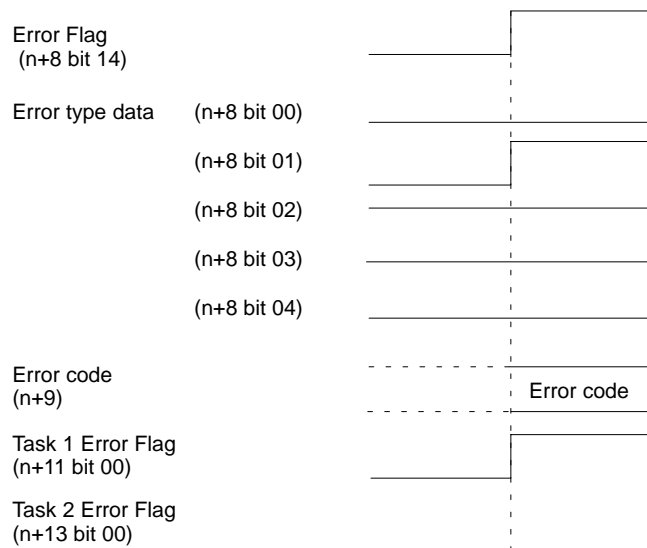 Error Flag
(n+8 bit 14)
Error type data (n+8 bit 00)
(n+8 bit 01)
(n+8 bit 02)
(n+8 bit 03)
(n+8 bit 04)
Error code
(n+9)
Error code
Task 1 Error Flag
(n+11 bit 00)
Task 2 Error Flag
(n+13 bit 00)